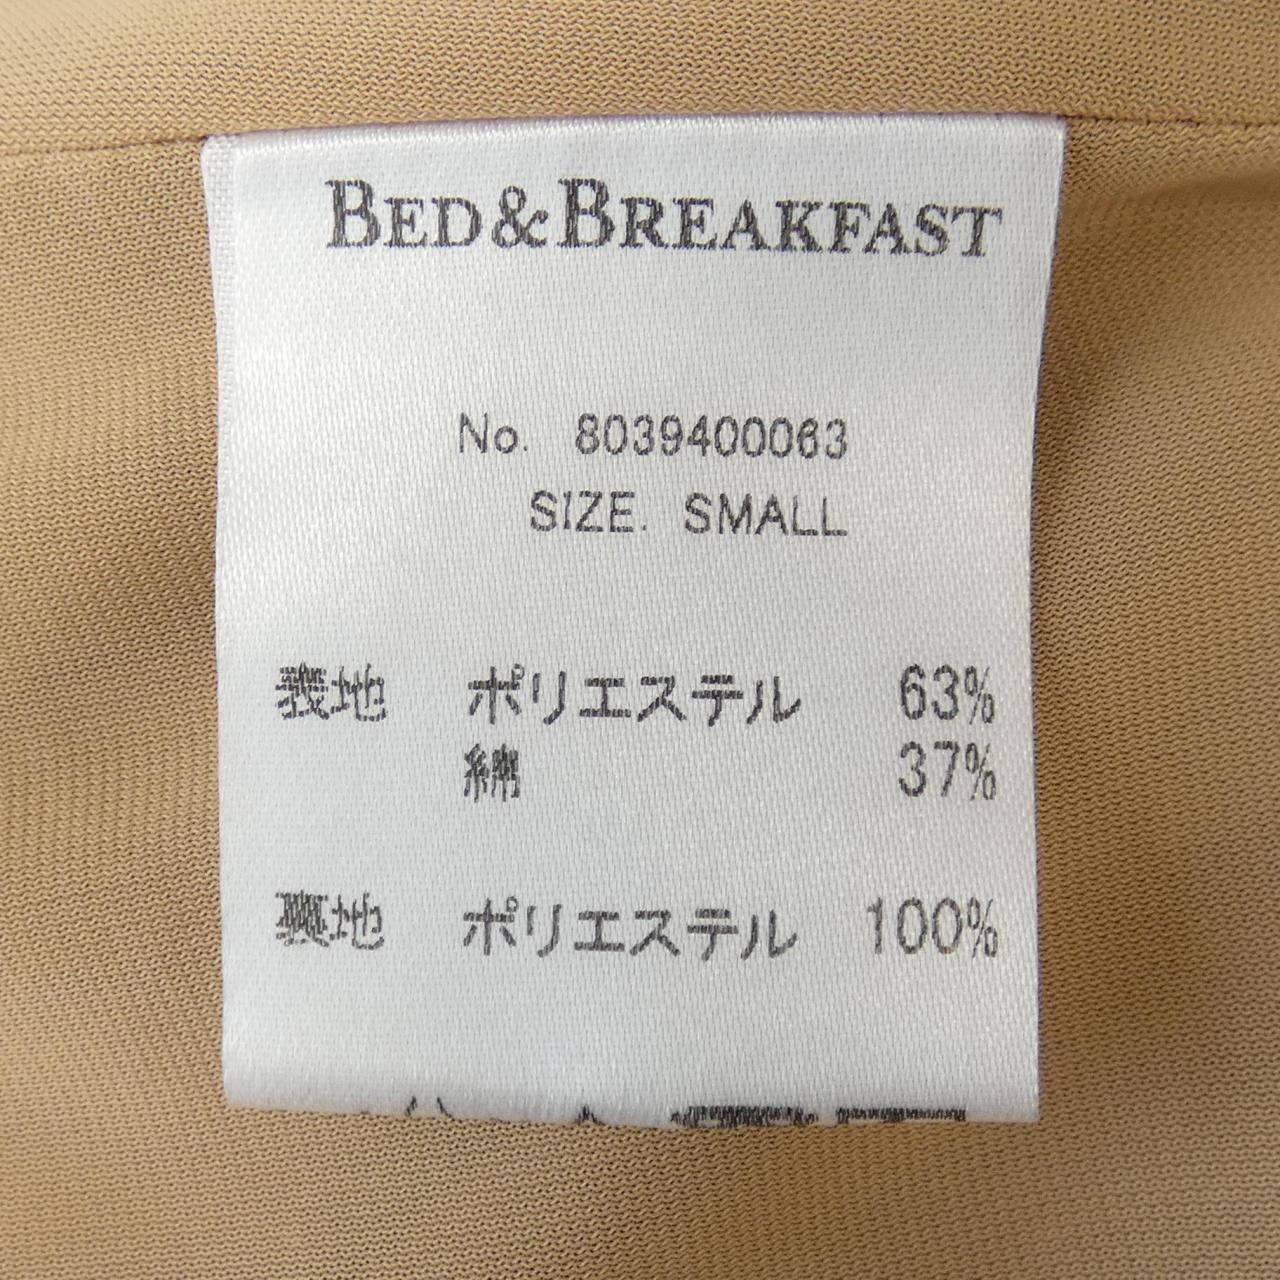 BED&BREAKFAST
No. 8039400063
SIZE. SMALL
表地 ポリエステル 63%
綿 37%
裏地 ポリエステル 100%